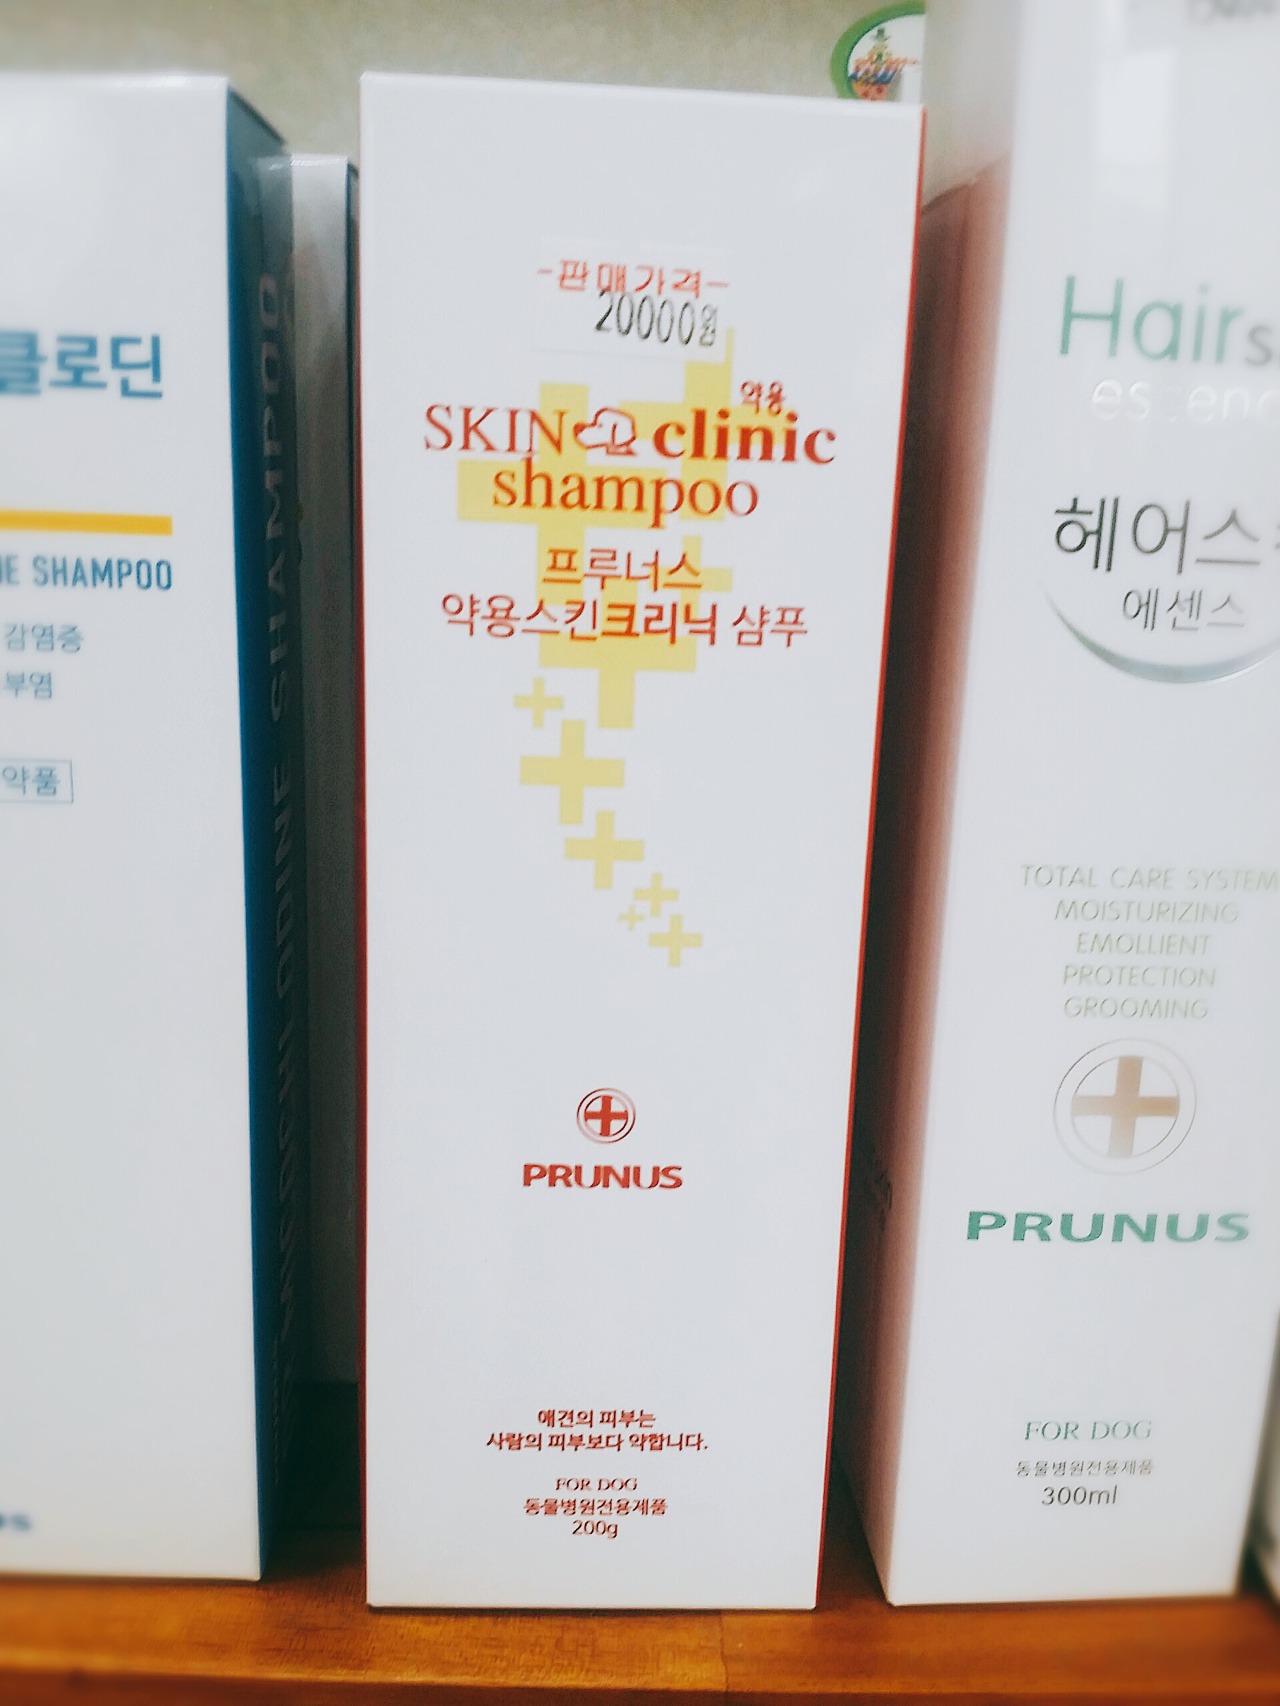 클로딘
SHAMPOO
감염증
부염
약품
SHAMPOO
-판매가격-
20000원
약용
SKIN clinic
shampoo
프루너스
약용스킨크리닉 샴푸
PRUNUS
애견의 피부는
사람의 피부보다 약합니다.
FOR DOG
동물병원전용제품
200g
Hair
헤어스
에센스
TOTAL CARE SYSTEM
MOISTURIZING
EMOLLIENT
PROTECTION
GROOMING
PRUNUS
FOR DOG
동물병원전용제품
300ml